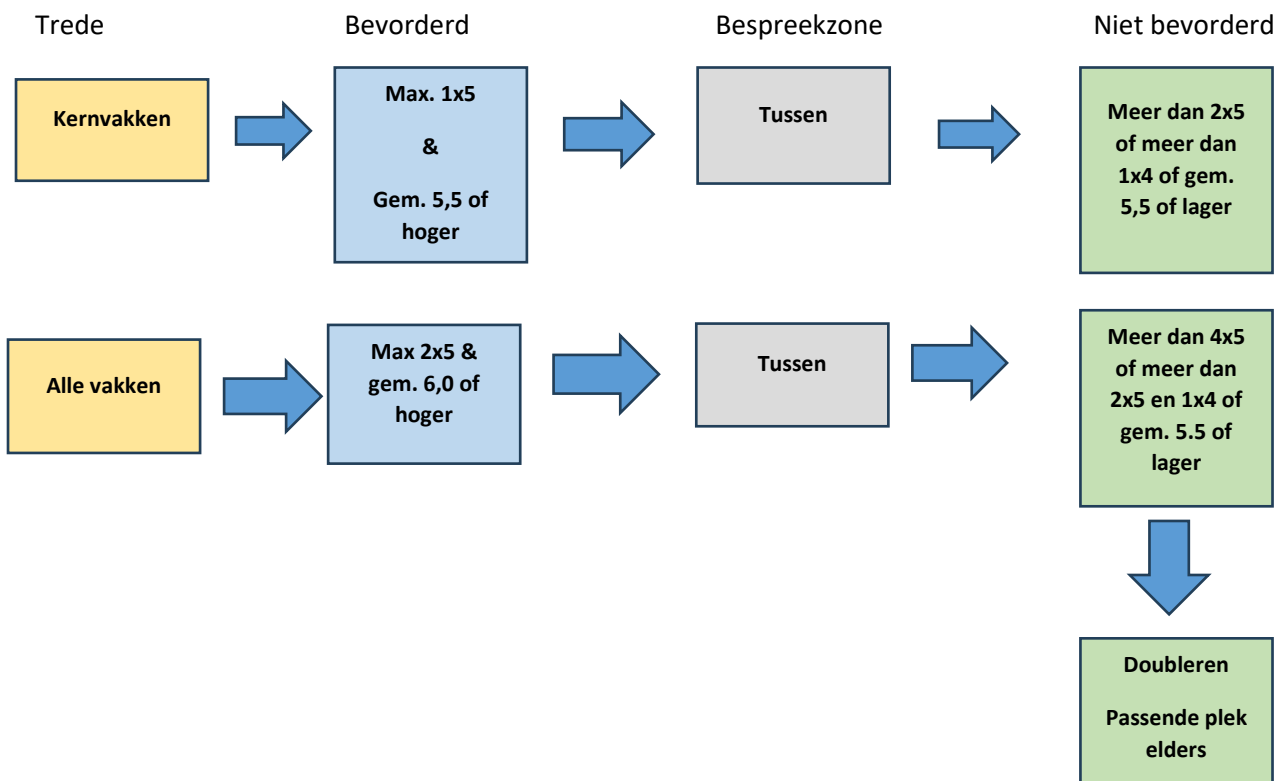 Trede Bevorderd Bespreekzone Niet bevorderd
Kernvakken
Max. 1x5
&
Gem. 5,5 of
hoger
Tussen
Meer dan 2x5
of meer dan
1x4 of gem.
5,5 of lager
Alle vakken
Max 2x5 &
gem. 6,0 of
hoger
Tussen
Meer dan 4x5
of meer dan
2x5 en 1x4 of
gem. 5.5 of
lager
Doubleren
Passende plek
elders